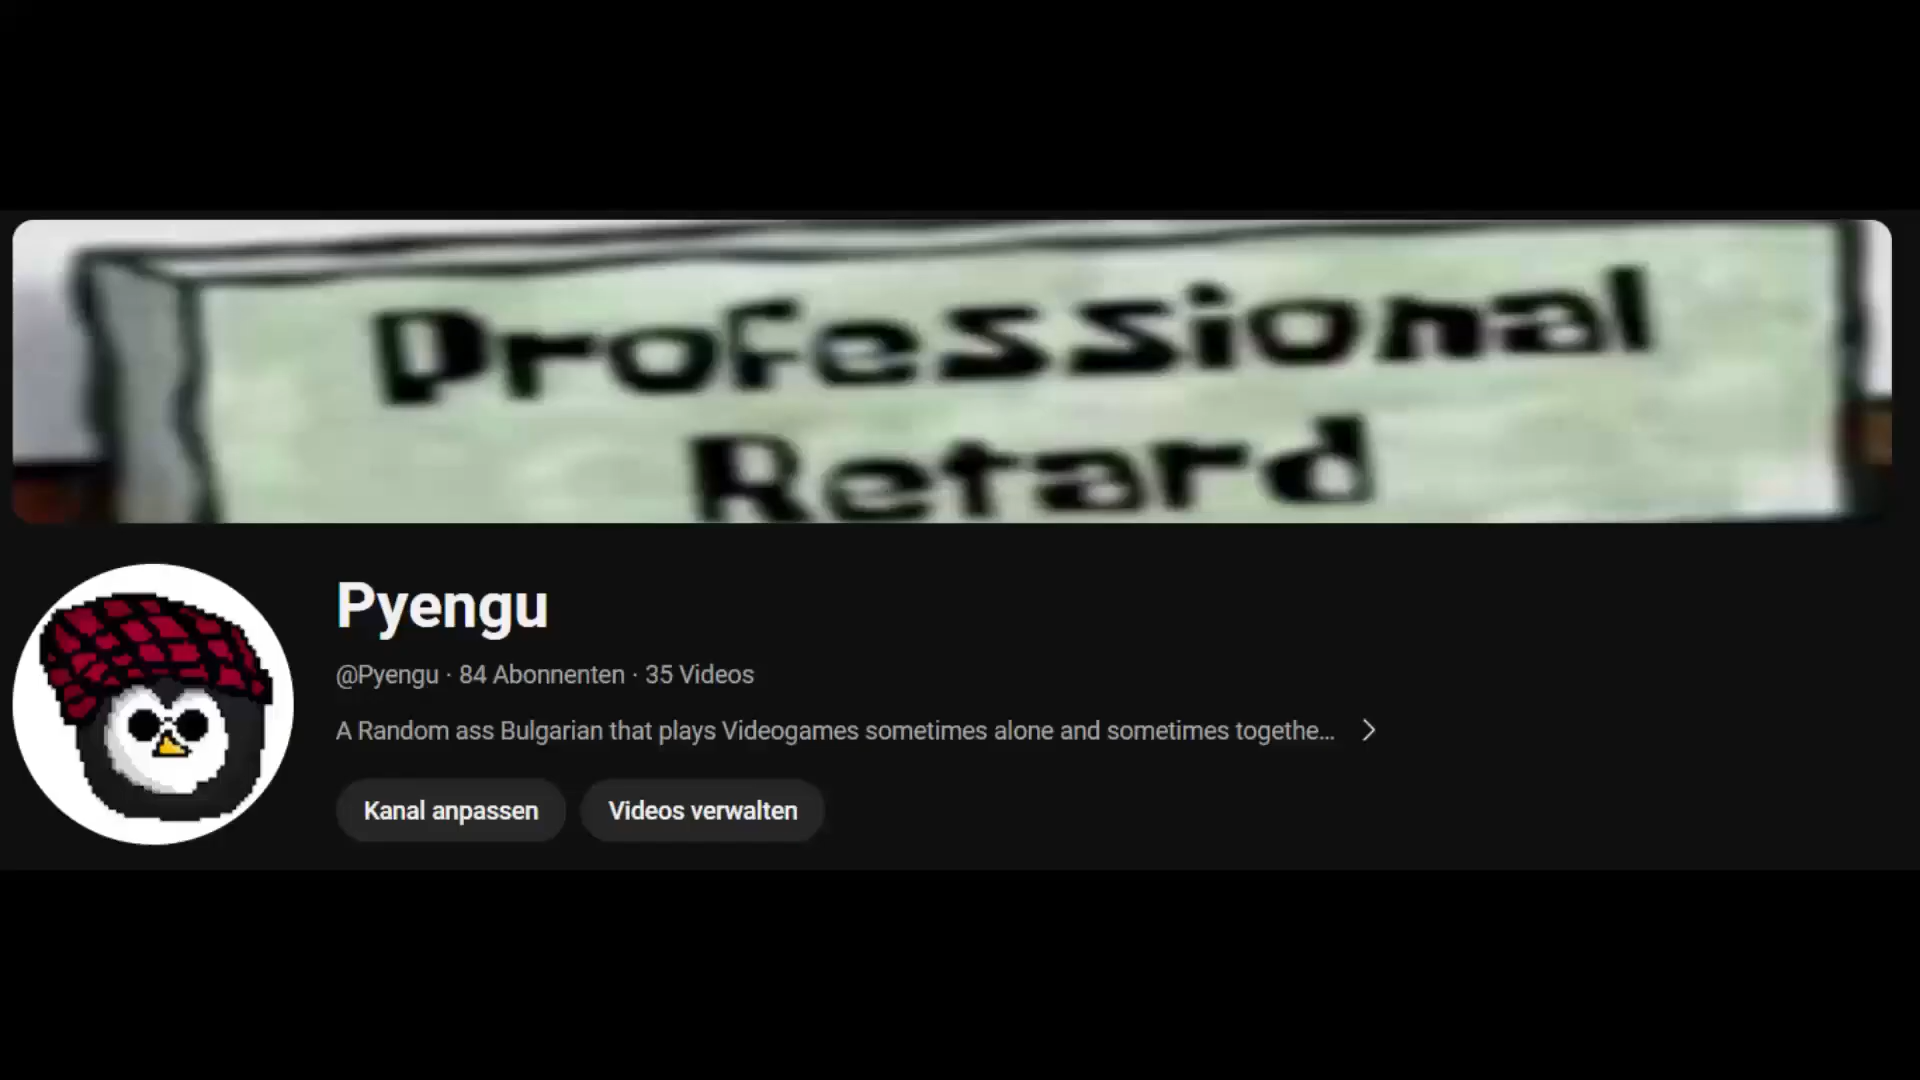 Professional
Retard
Pyengu
@Pyengu · 84 Abonnenten · 35 Videos
A Random ass Bulgarian that plays Videogames sometimes alone and sometimes togethe...
Kanal anpassen
Videos verwalten